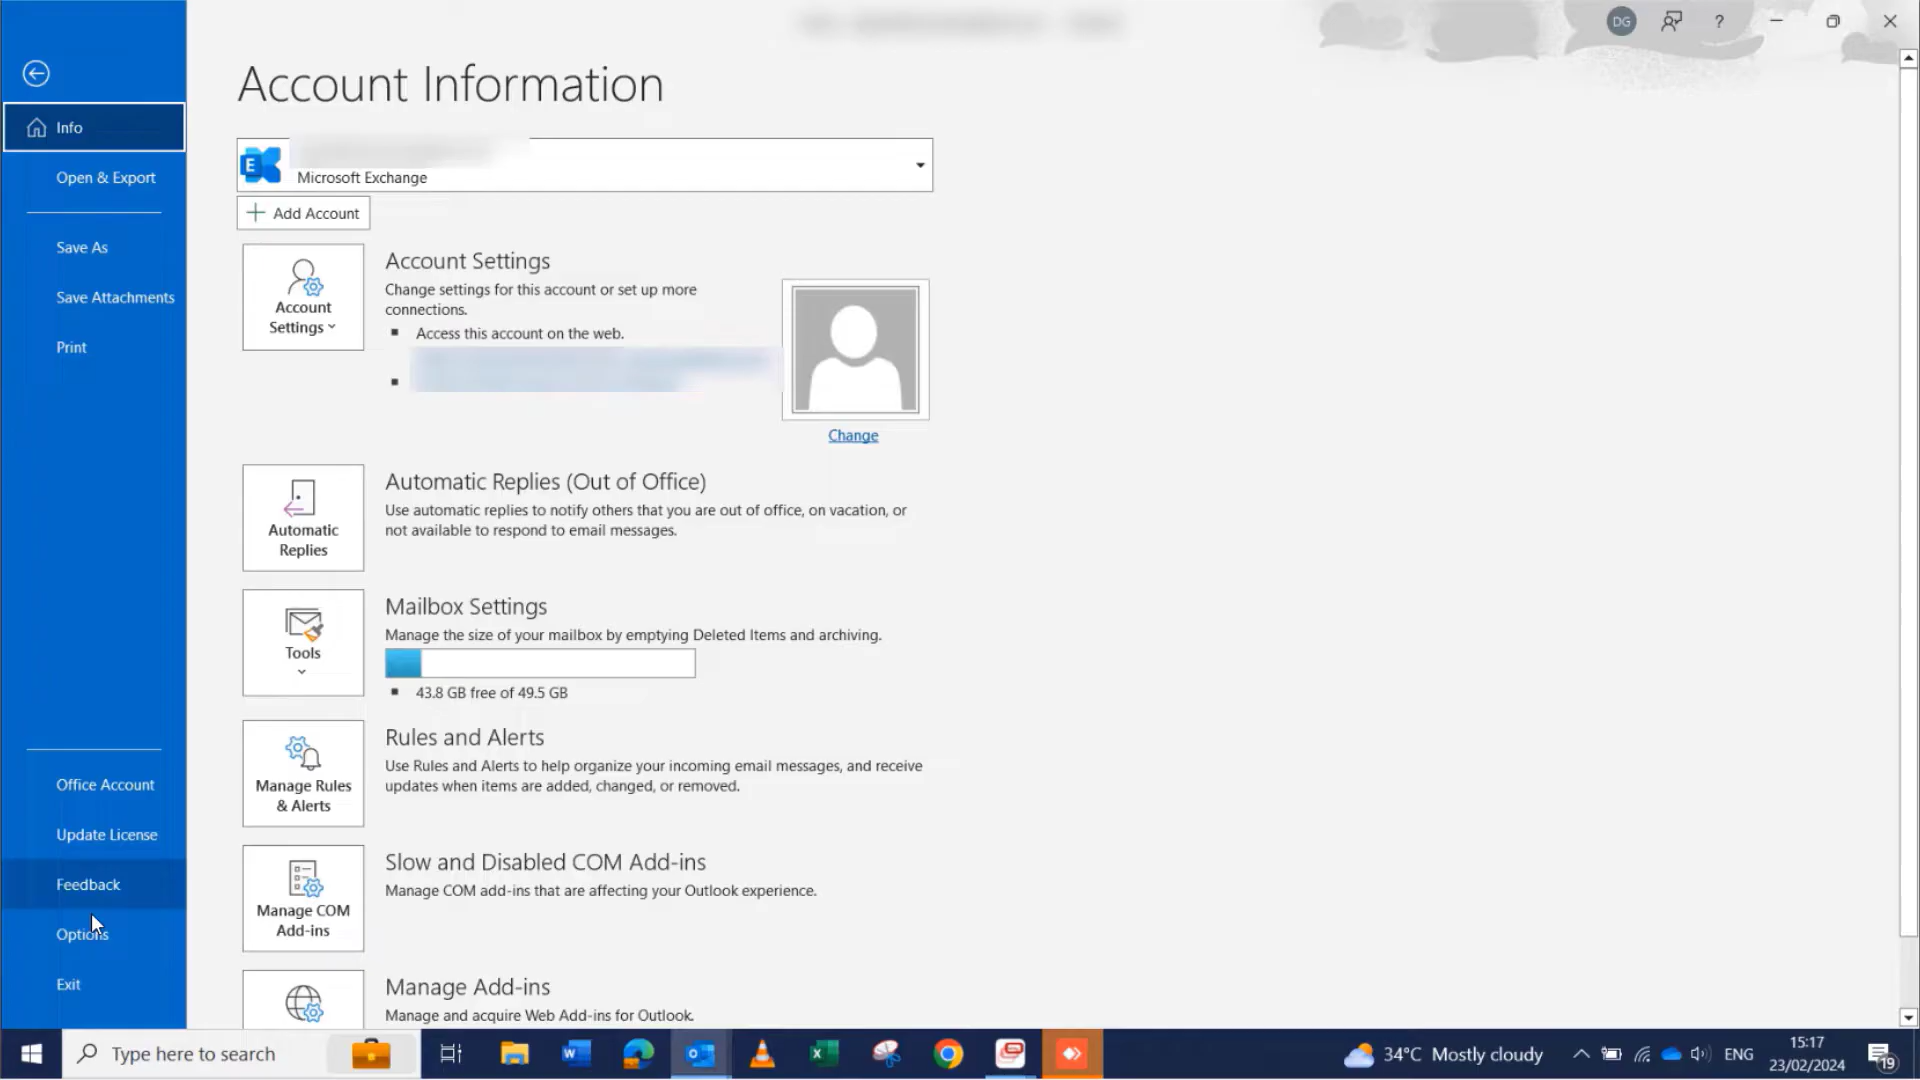 DG
?
Account Information
Info
Open & Export
Save As
Save Attachments
Print
Office Account
Update License
Feedback
Options
Exit
E
Microsoft Exchange
Add Account
Account
Settings
Account Settings
Change settings for this account or set up more
connections.
Access this account on the web.
Change
Automatic
Replies
Automatic Replies (Out of Office)
Use automatic replies to notify others that you are out of office, on vacation, or
not available to respond to email messages.
Tools
Mailbox Settings
Manage the size of your mailbox by emptying Deleted Items and archiving.
43.8 GB free of 49.5 GB
Manage Rules
& Alerts
Rules and Alerts
Use Rules and Alerts to help organize your incoming email messages, and receive
updates when items are added, changed, or removed.
Manage COM
Add-ins
Slow and Disabled COM Add-ins
Manage COM add-ins that are affecting your Outlook experience.
Manage Add-ins
Manage and acquire Web Add-ins for Outlook.
Type here to search
34°C Mostly cloudy
ENG
15:17
23/02/2024
19